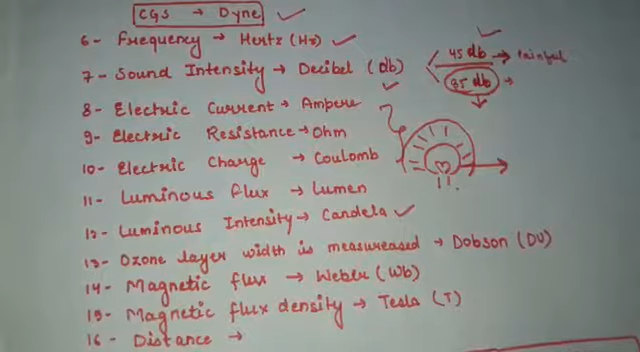 CGS → Dyne
6- Frequency → Hertz (Hz)
45 db → Painful
7- Sound Intensity → Decibel (db)
85 db →
8- Electric Current → Ampere
9- Electric Resistance → Ohm
10- Electric Charge → Coulomb
11- Luminous flux → Lumen
12- Luminous Intensity → Candela
13- Ozone layer width is measureased → Dobson (DU)
14- Magnetic flux → Weber (Wb)
15- Magnetic flux density → Tesla (T)
16- Distance →